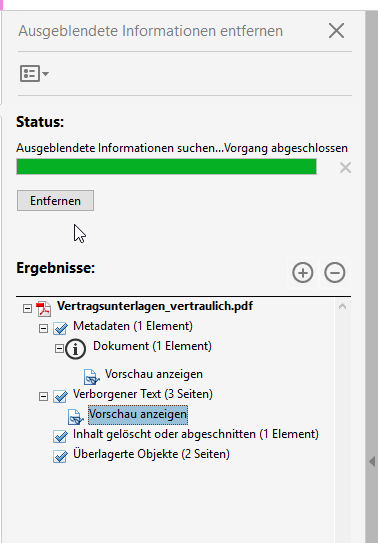 Ausgeblendete Informationen entfernen
Status:
Ausgeblendete Informationen suchen...Vorgang abgeschlossen
Entfernen
Ergebnisse:
Vertragsunterlagen_vertraulich.pdf
Metadaten (1 Element)
Dokument (1 Element)
Vorschau anzeigen
Verborgener Text (3 Seiten)
Vorschau anzeigen
Inhalt gelöscht oder abgeschnitten (1 Element)
Überlagerte Objekte (2 Seiten)